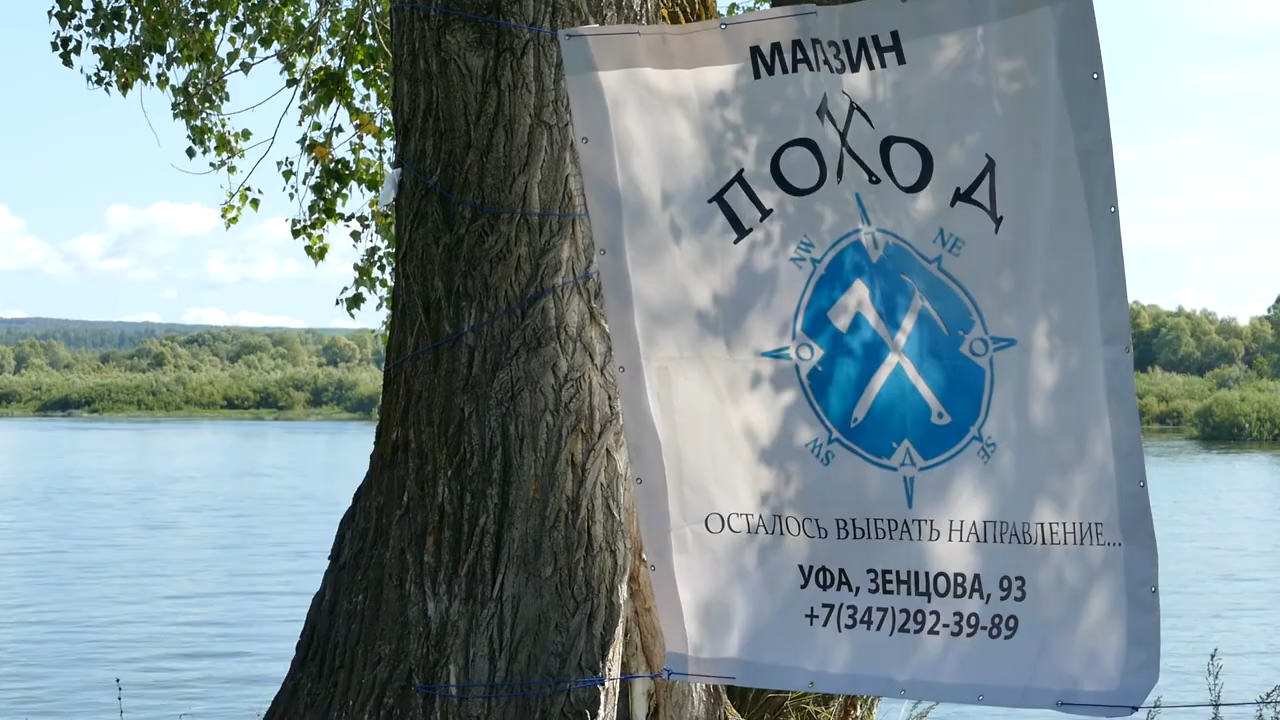 МАГАЗИН
ПОХОД
NW NE
П
О О
Д
SW SE
ОСТАЛОСЬ ВЫБРАТЬ НАПРАВЛЕНИЕ...
УФА, ЗЕНЦОВА, 93
+7(347)292-39-89